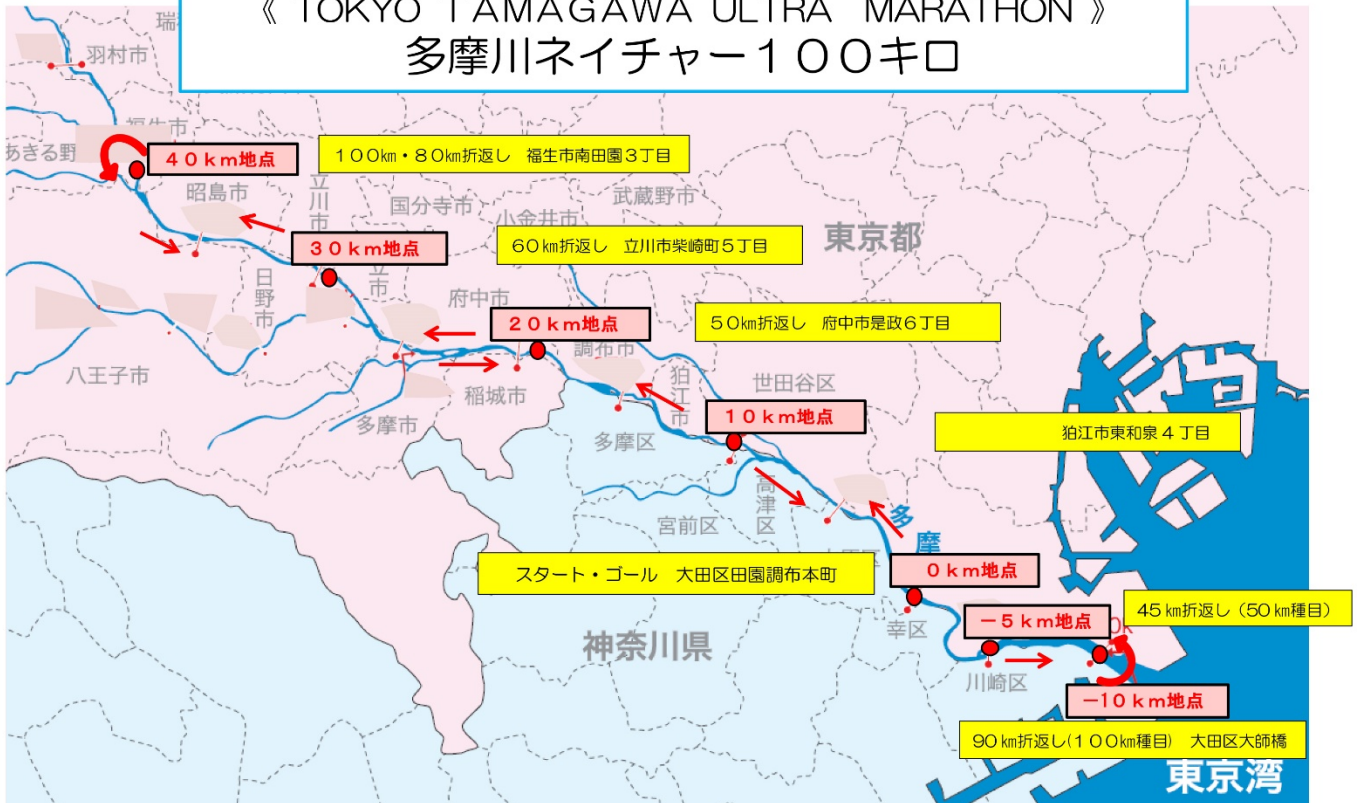 《 TOKYO TAMAGAWA ULTRA MARATHON 》
多摩川ネイチャー１００キロ
瑞
羽村市
福生市
あきる野
４０ｋｍ地点
１００㎞・８０㎞折返し　福生市南田園３丁目
昭島市
立川市
国分寺市
小金井市
武蔵野市
東京都
３０ｋｍ地点
６０㎞折返し　立川市柴崎町５丁目
日野市
立市
府中市
２０ｋｍ地点
５０㎞折返し　府中市是政６丁目
調布市
八王子市
稲城市
狛江市
世田谷区
多摩市
多摩区
１０ｋｍ地点
狛江市東和泉４丁目
高津区
宮前区
多
摩
スタート・ゴール　大田区田園調布本町
０ｋｍ地点
幸区
－５ｋｍ地点
４５㎞折返し（５０㎞種目）
神奈川県
川崎区
－１０ｋｍ地点
９０㎞折返し(１００㎞種目)　大田区大師橋
東京湾